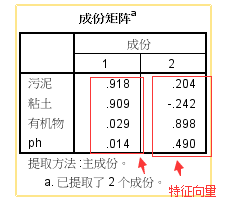 成份矩阵a
成份
1 2
污泥 .918 .204
粘土 .909 -.242
有机物 .029 .898
ph .014 .490
提取方法 :主成份。
a. 已提取了 2 个成份。
特征向量